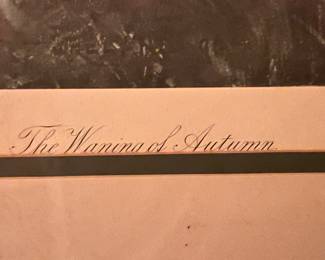 The Waning of Autumn